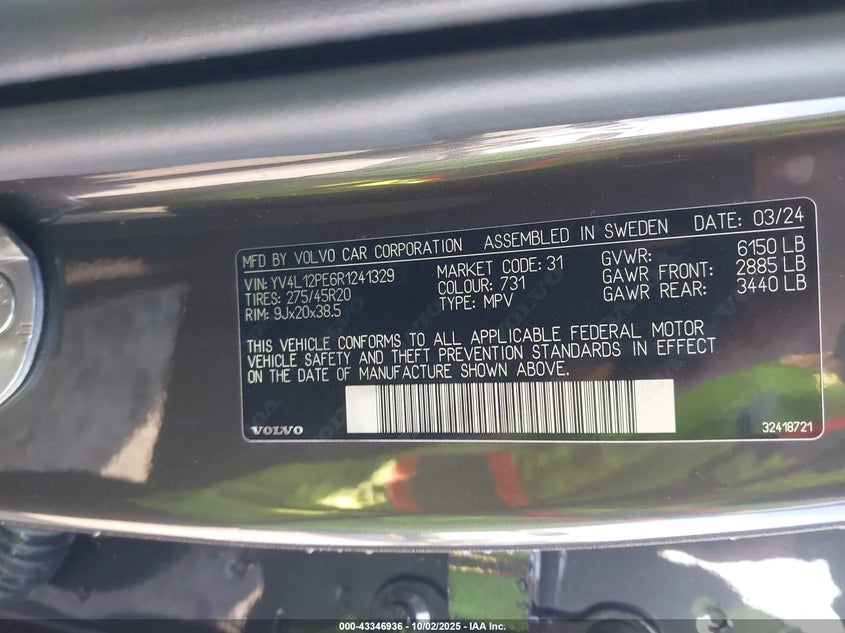 MFD BY VOLVO CAR CORPORATION ASSEMBLED IN SWEDEN DATE: 03/24
VIN: YV4L12PE6R1241329 MARKET CODE: 31 GVWR: 6150 LB
TIRES: 275/45R20 COLOUR: 731 GAWR FRONT: 2885 LB
RIM: 9Jx20x38.5 TYPE: MPV GAWR REAR: 3440 LB
THIS VEHICLE CONFORMS TO ALL APPLICABLE FEDERAL MOTOR
VEHICLE SAFETY AND THEFT PREVENTION STANDARDS IN EFFECT
ON THE DATE OF MANUFACTURE SHOWN ABOVE.
VOLVO 32418721
000-43346936 - 10/02/2025 - IAA Inc.